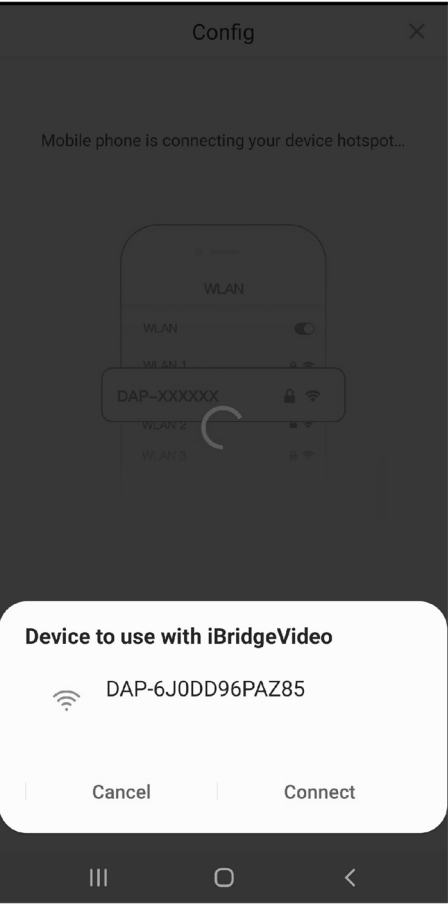 Config
Mobile phone is connecting your device hotspot...
WLAN
WLAN
WLAN 1
DAP-XXXXXX
WLAN 2
WLAN 3
Device to use with iBridgeVideo
DAP-6J0DD96PAZ85
Cancel
Connect